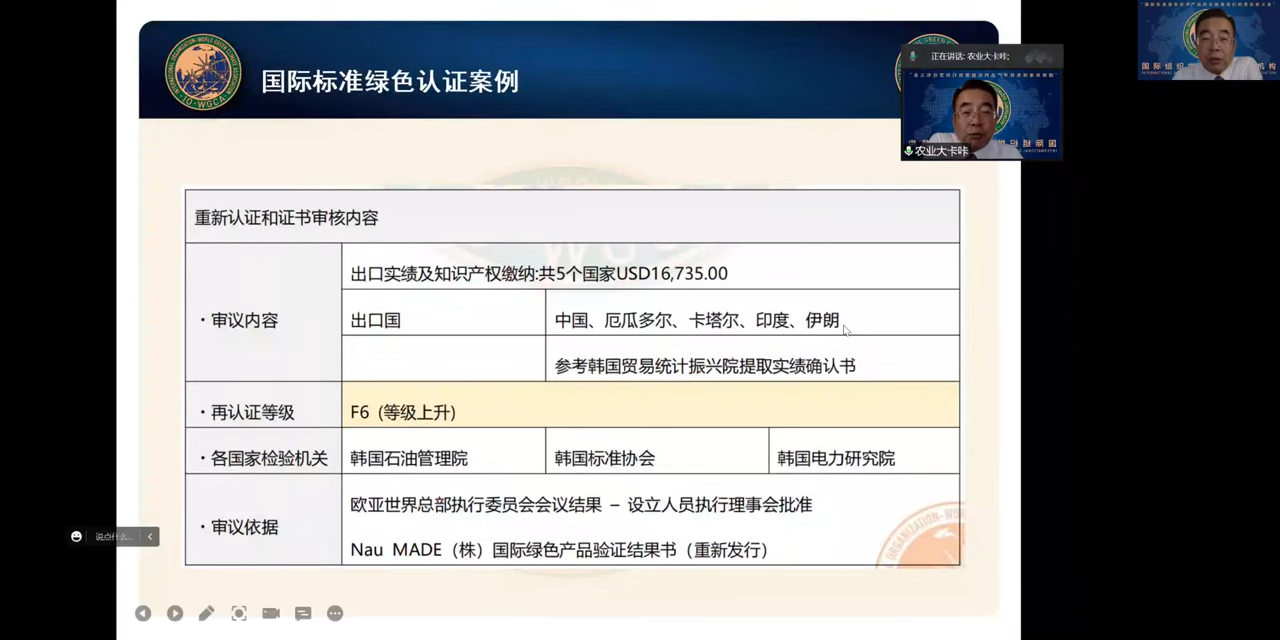 国际标准绿色认证案例
正在讲话: 农业大卡咔;
农业大卡咔
重新认证和证书审核内容
·审议内容
出口实绩及知识产权缴纳:共5个国家USD16,735.00
出口国
中国、厄瓜多尔、卡塔尔、印度、伊朗
参考韩国贸易统计振兴院提取实绩确认书
·再认证等级
F6 (等级上升)
·各国家检验机关
韩国石油管理院
韩国标准协会
韩国电力研究院
·审议依据
欧亚世界总部执行委员会会议结果 – 设立人员执行理事会批准
Nau MADE（株）国际绿色产品验证结果书（重新发行）
说点什么...
INTERNATIONAL ORGANIZATION-WORLD GREEN
·IO-WGCA·